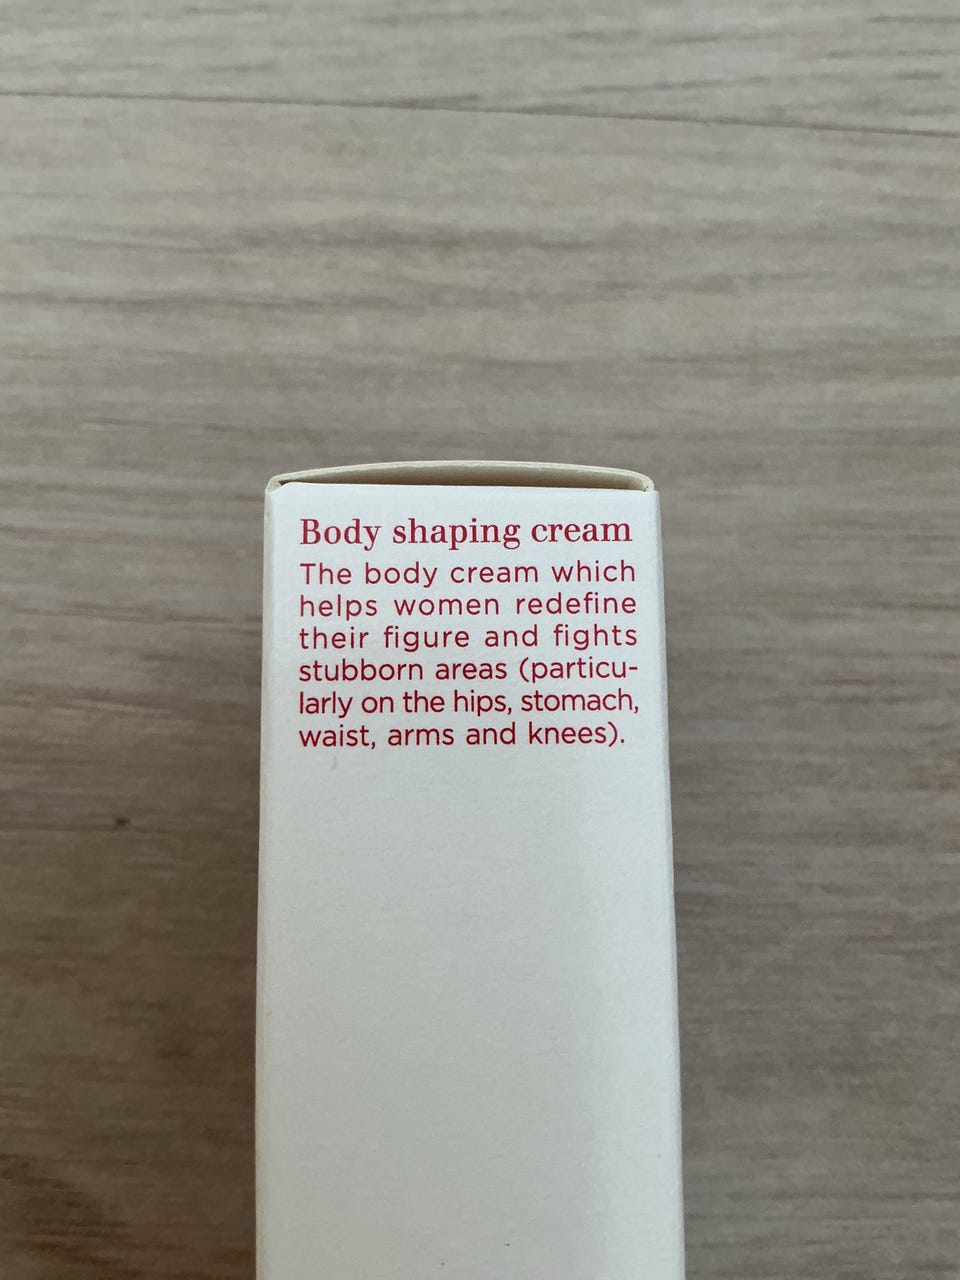 Body shaping cream
The body cream which
helps women redefine
their figure and fights
stubborn areas (particu-
larly on the hips, stomach,
waist, arms and knees).